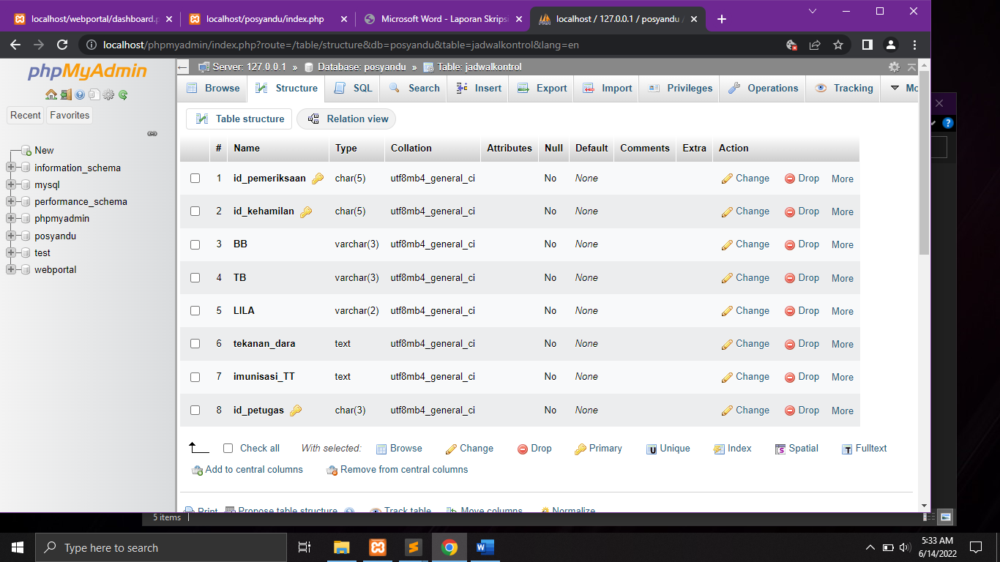 localhost/webportal/dashboard.p
localhost/posyandu/index.php
Microsoft Word - Laporan Skrips
localhost / 127.0.0.1 / posyandu /
localhost/phpmyadmin/index.php?route=/table/structure&db=posyandu&table=jadwalkontrol&lang=en
phpMyAdmin
Recent Favorites
New
information_schema
mysql
performance_schema
phpmyadmin
posyandu
test
webportal
Server: 127.0.0.1 » Database: posyandu » Table: jadwalkontrol
Browse Structure SQL Search Insert Export Import Privileges Operations Tracking Mo
Table structure Relation view
# Name Type Collation Attributes Null Default Comments Extra Action
1 id_pemeriksaan char(5) utf8mb4_general_ci No None Change Drop More
2 id_kehamilan char(5) utf8mb4_general_ci No None Change Drop More
3 BB varchar(3) utf8mb4_general_ci No None Change Drop More
4 TB varchar(3) utf8mb4_general_ci No None Change Drop More
5 LILA varchar(2) utf8mb4_general_ci No None Change Drop More
6 tekanan_dara text utf8mb4_general_ci No None Change Drop More
7 imunisasi_TT text utf8mb4_general_ci No None Change Drop More
8 id_petugas char(3) utf8mb4_general_ci No None Change Drop More
Check all With selected: Browse Change Drop Primary Unique Index Spatial Fulltext
Add to central columns Remove from central columns
Print Propose table structure Track table Move columns Normalize
5 items
Type here to search
5:33 AM
6/14/2022